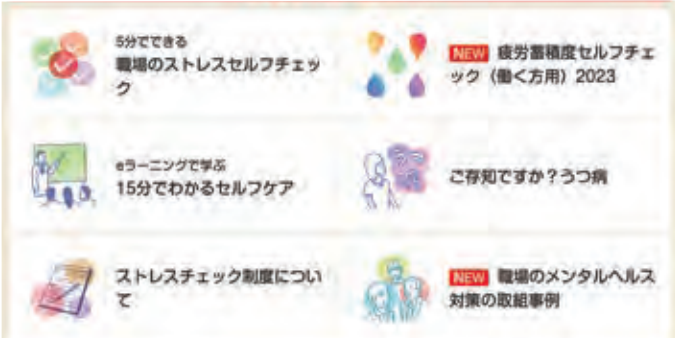 5分でできる
職場のストレスセルフチェッ
ク
NEW 疲労蓄積度セルフチェ
ック（働く方用）2023
eラーニングで学ぶ
15分でわかるセルフケア
うつ
ご存知ですか？うつ病
ストレスチェック制度につい
て
NEW 職場のメンタルヘルス
対策の取組事例